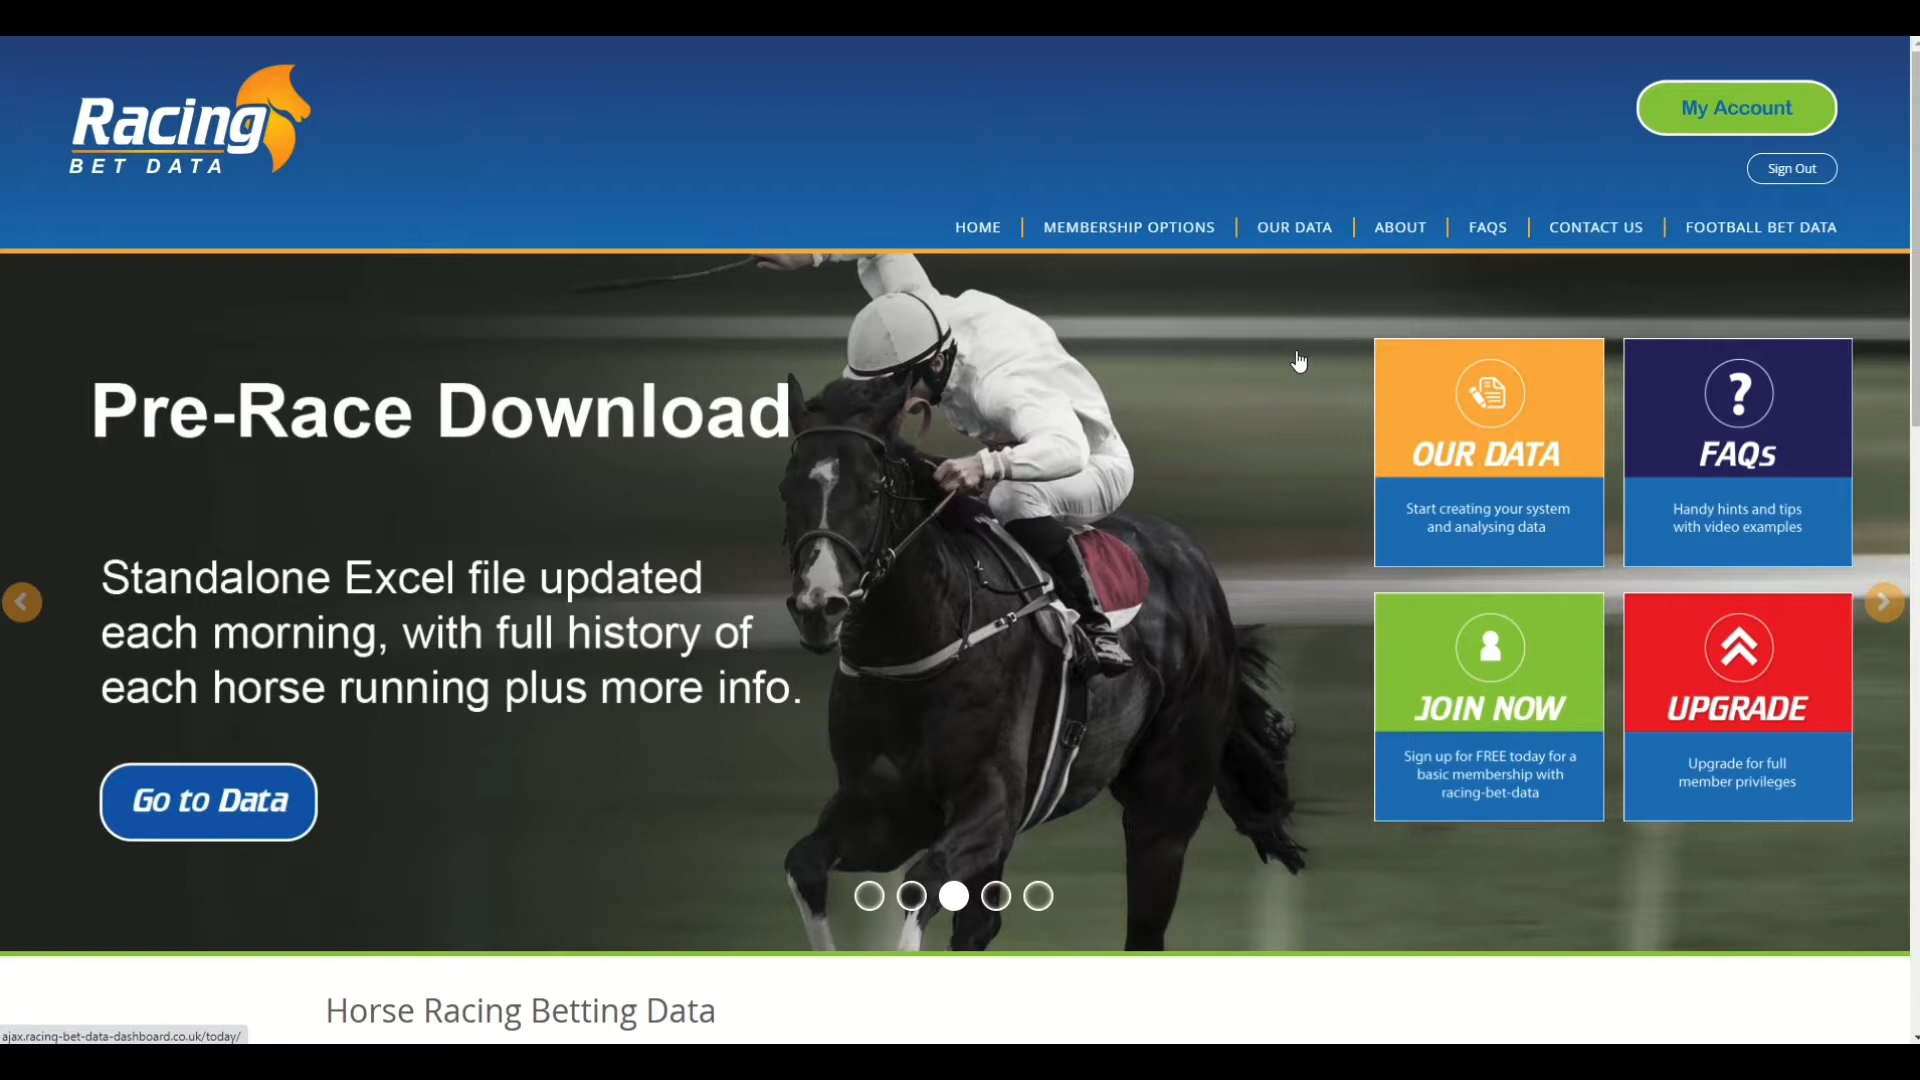 Racing
BET DATA
My Account
Sign Out
HOME
MEMBERSHIP OPTIONS
OUR DATA
ABOUT
FAQS
CONTACT US
FOOTBALL BET DATA
Pre-Race Download
Standalone Excel file updated
each morning, with full history of
each horse running plus more info.
Go to Data
OUR DATA
Start creating your system
and analysing data
?
FAQs
Handy hints and tips
with video examples
JOIN NOW
Sign up for FREE today for a
basic membership with
racing-bet-data
UPGRADE
Upgrade for full
member privileges
Horse Racing Betting Data
ajax.racing-bet-data-dashboard.co.uk/today/